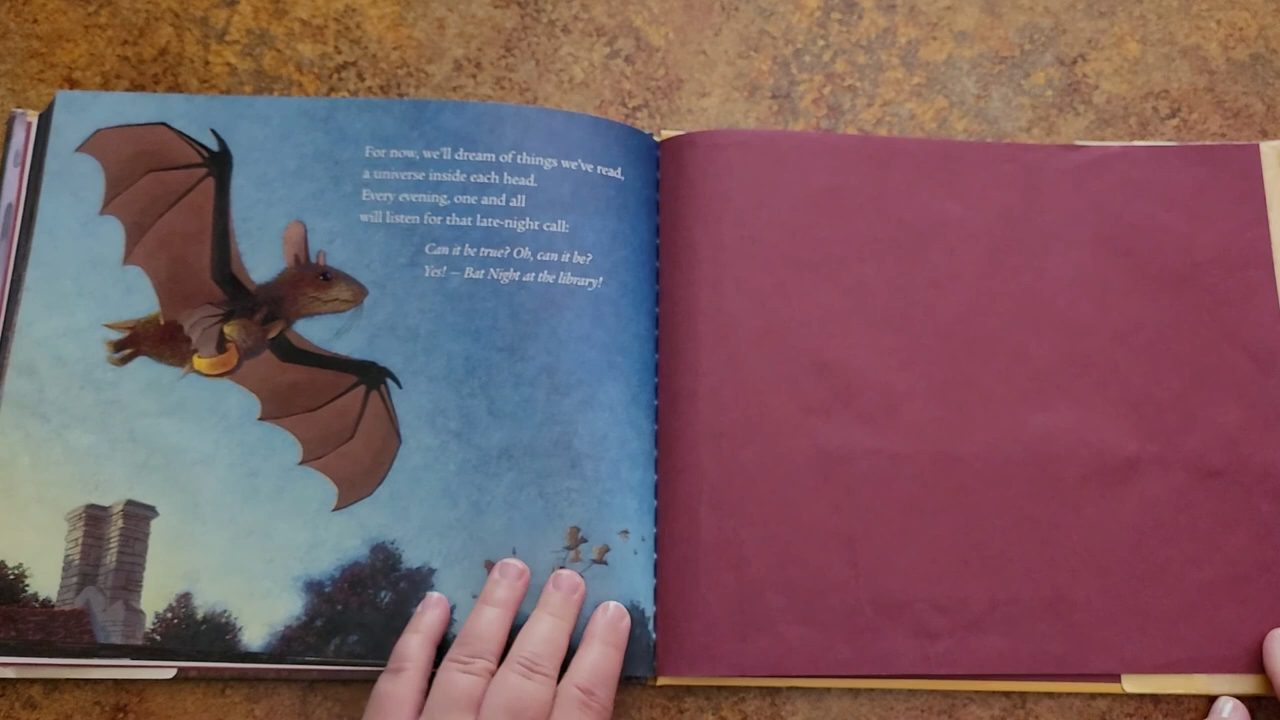 For now, we'll dream of things we've read,
a universe inside each head.
Every evening, one and all
will listen for that late-night call:
Can it be true? Oh, can it be?
Yes! – Bat Night at the library!